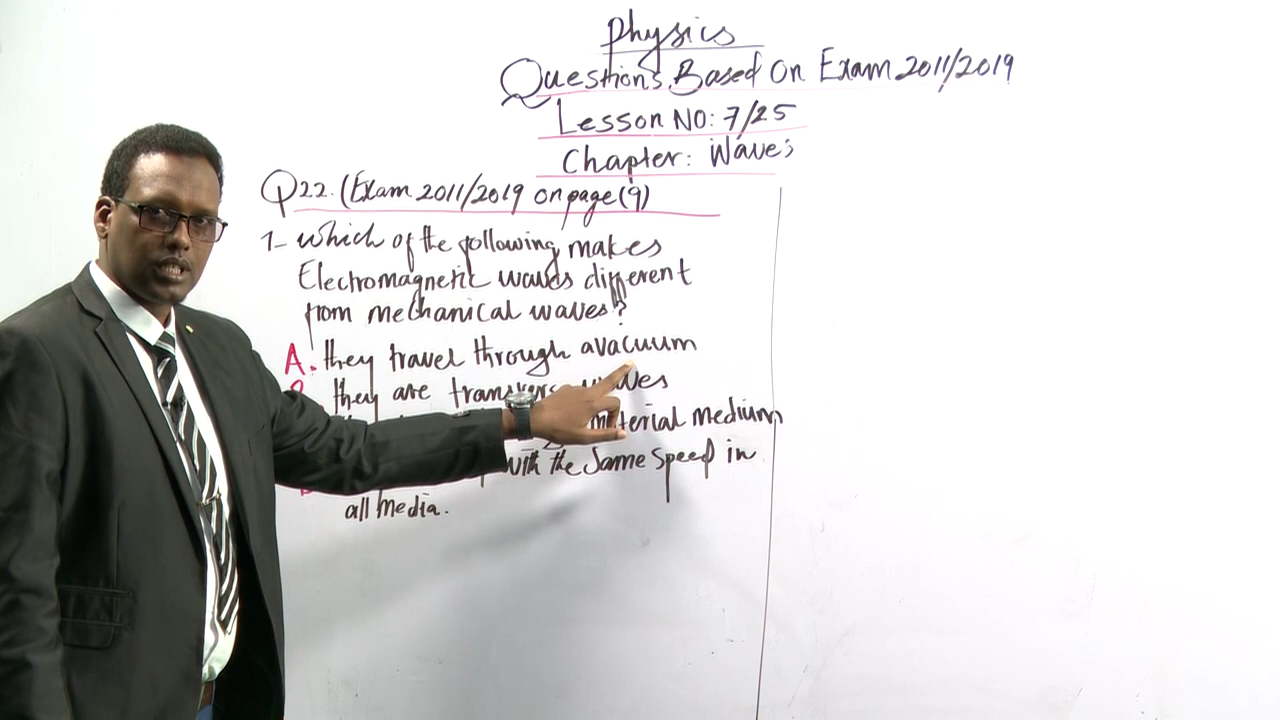 Physics
Questions Based On Exam 2011/2019
Lesson NO: 7/25
Chapter: Waves
Q22. (Exam 2011/2019 on page (9)
1- which of the following makes
Electromagnetic waves different
from mechanical waves?
A. they travel through avacuum
they are waves
material medium
with the same speed in
all media.